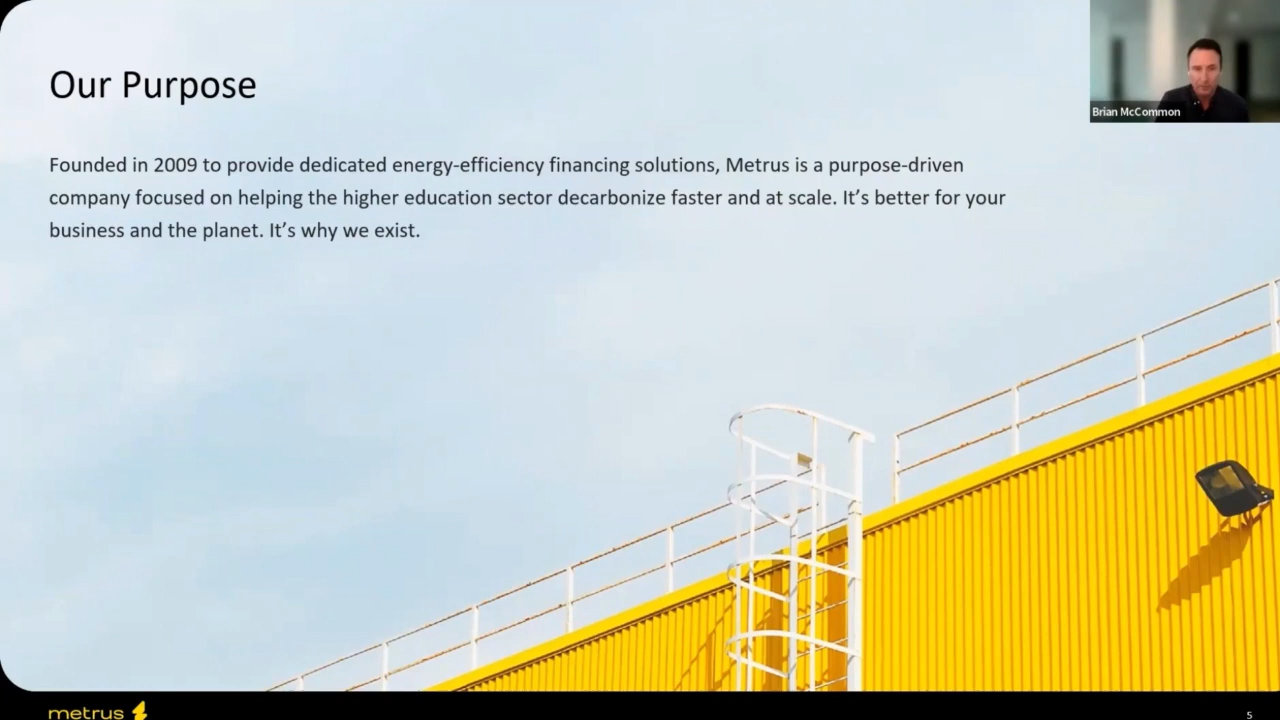 Our Purpose
Brian McCommon
Founded in 2009 to provide dedicated energy-efficiency financing solutions, Metrus is a purpose-driven
company focused on helping the higher education sector decarbonize faster and at scale. It’s better for your
business and the planet. It’s why we exist.
metrus
5